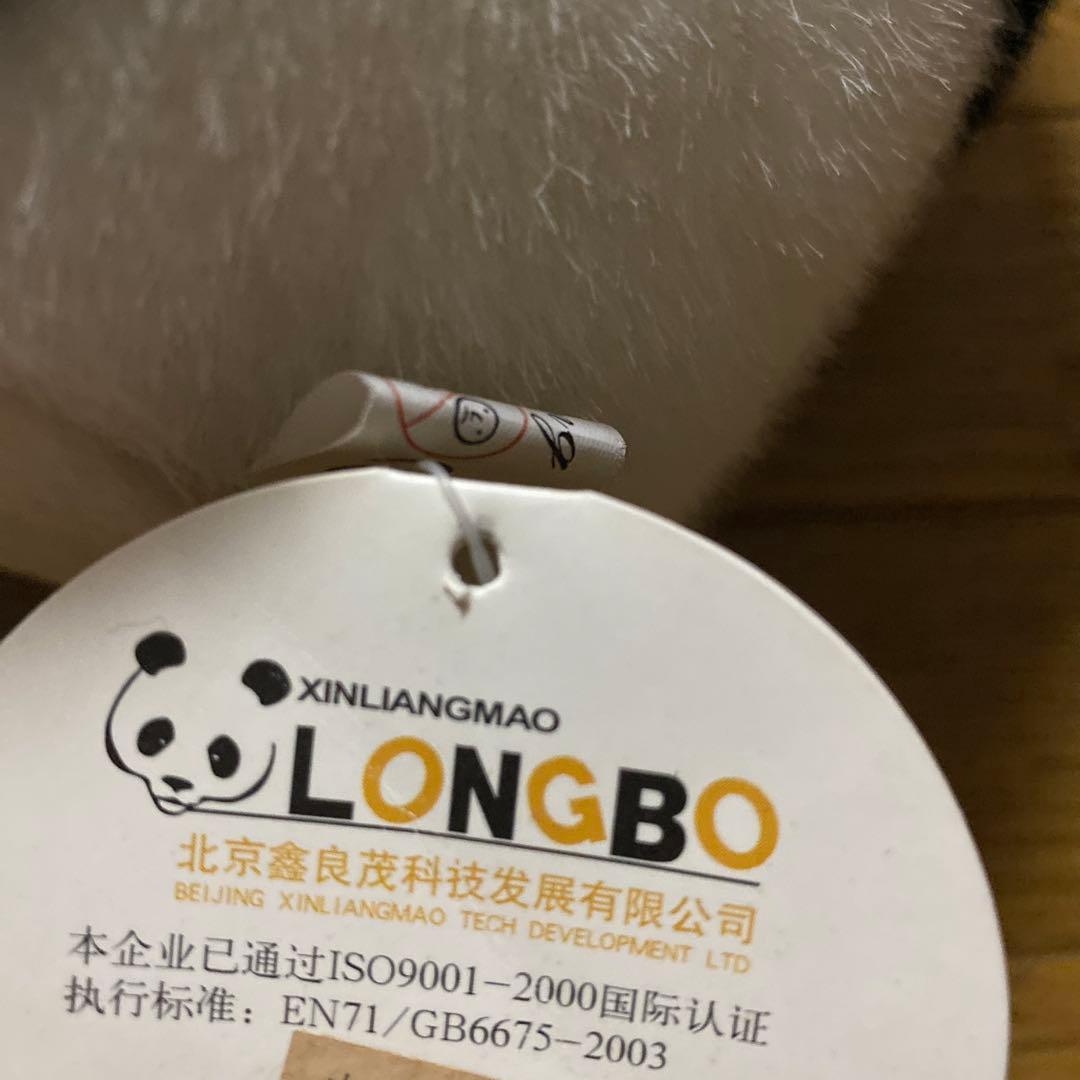 XINLIANGMAO
LONGBO
北京鑫良茂科技发展有限公司
BEIJING XINLIANGMAO TECH DEVELOPMENT LTD
本企业已通过ISO9001-2000国际认证
执行标准：EN71/GB6675-2003